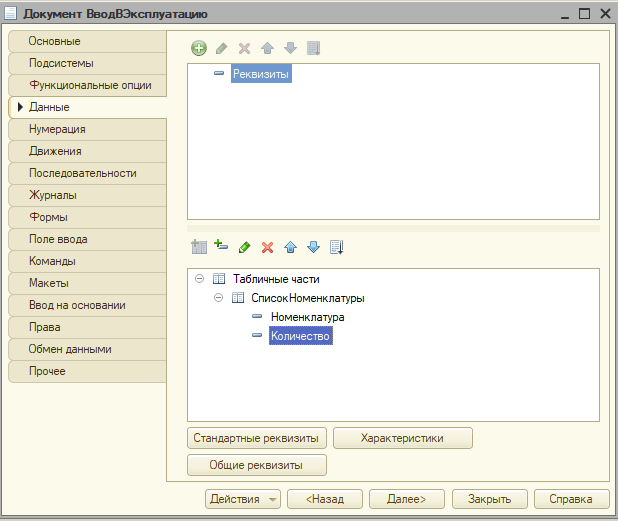 Документ ВводВЭксплуатацию
Основные
Подсистемы
Функциональные опции
Данные
Нумерация
Движения
Последовательности
Журналы
Формы
Поле ввода
Команды
Макеты
Ввод на основании
Права
Обмен данными
Прочее
Реквизиты
Табличные части
СписокНоменклатуры
Номенклатура
Количество
Стандартные реквизиты
Характеристики
Общие реквизиты
Действия
<Назад
Далее>
Закрыть
Справка